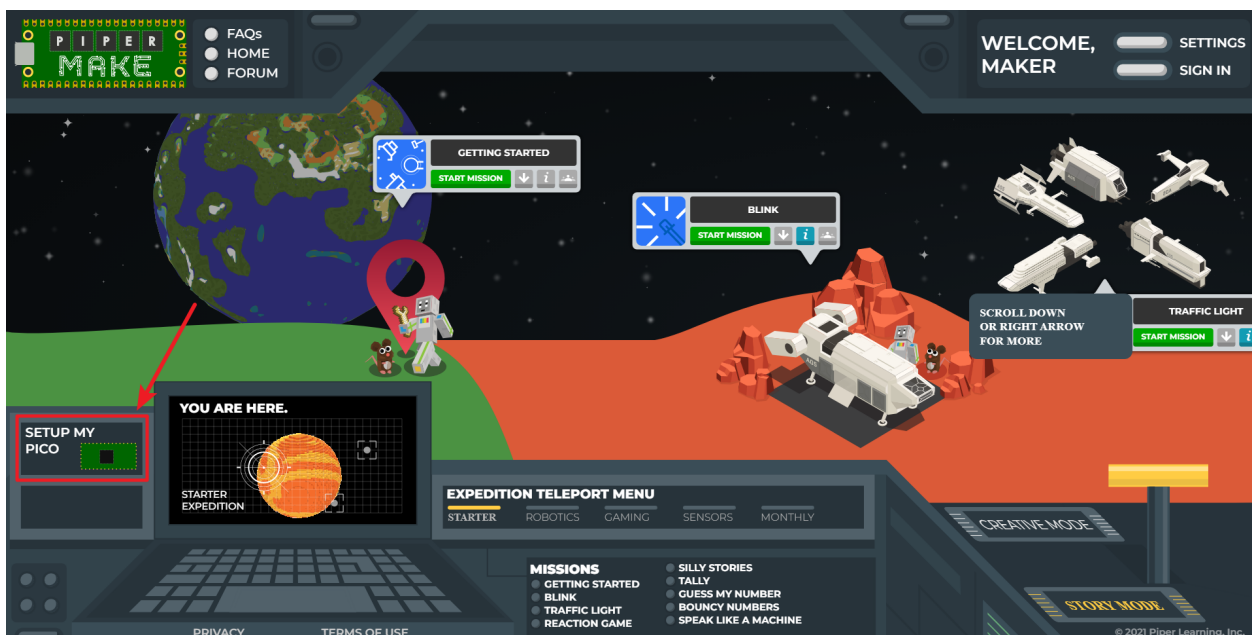 PIPER
MAKE
FAQs
HOME
FORUM
WELCOME,
MAKER
SETTINGS
SIGN IN
GETTING STARTED
START MISSION
BLINK
START MISSION
SCROLL DOWN
OR RIGHT ARROW
FOR MORE
TRAFFIC LIGHT
START MISSION
SETUP MY
PICO
YOU ARE HERE.
STARTER
EXPEDITION
EXPEDITION TELEPORT MENU
STARTER ROBOTICS GAMING SENSORS MONTHLY
CREATIVE MODE
STORY MODE
MISSIONS
GETTING STARTED
BLINK
TRAFFIC LIGHT
REACTION GAME
SILLY STORIES
TALLY
GUESS MY NUMBER
BOUNCY NUMBERS
SPEAK LIKE A MACHINE
PRIVACY TERMS OF USE
© 2021 Piper Learning, Inc.